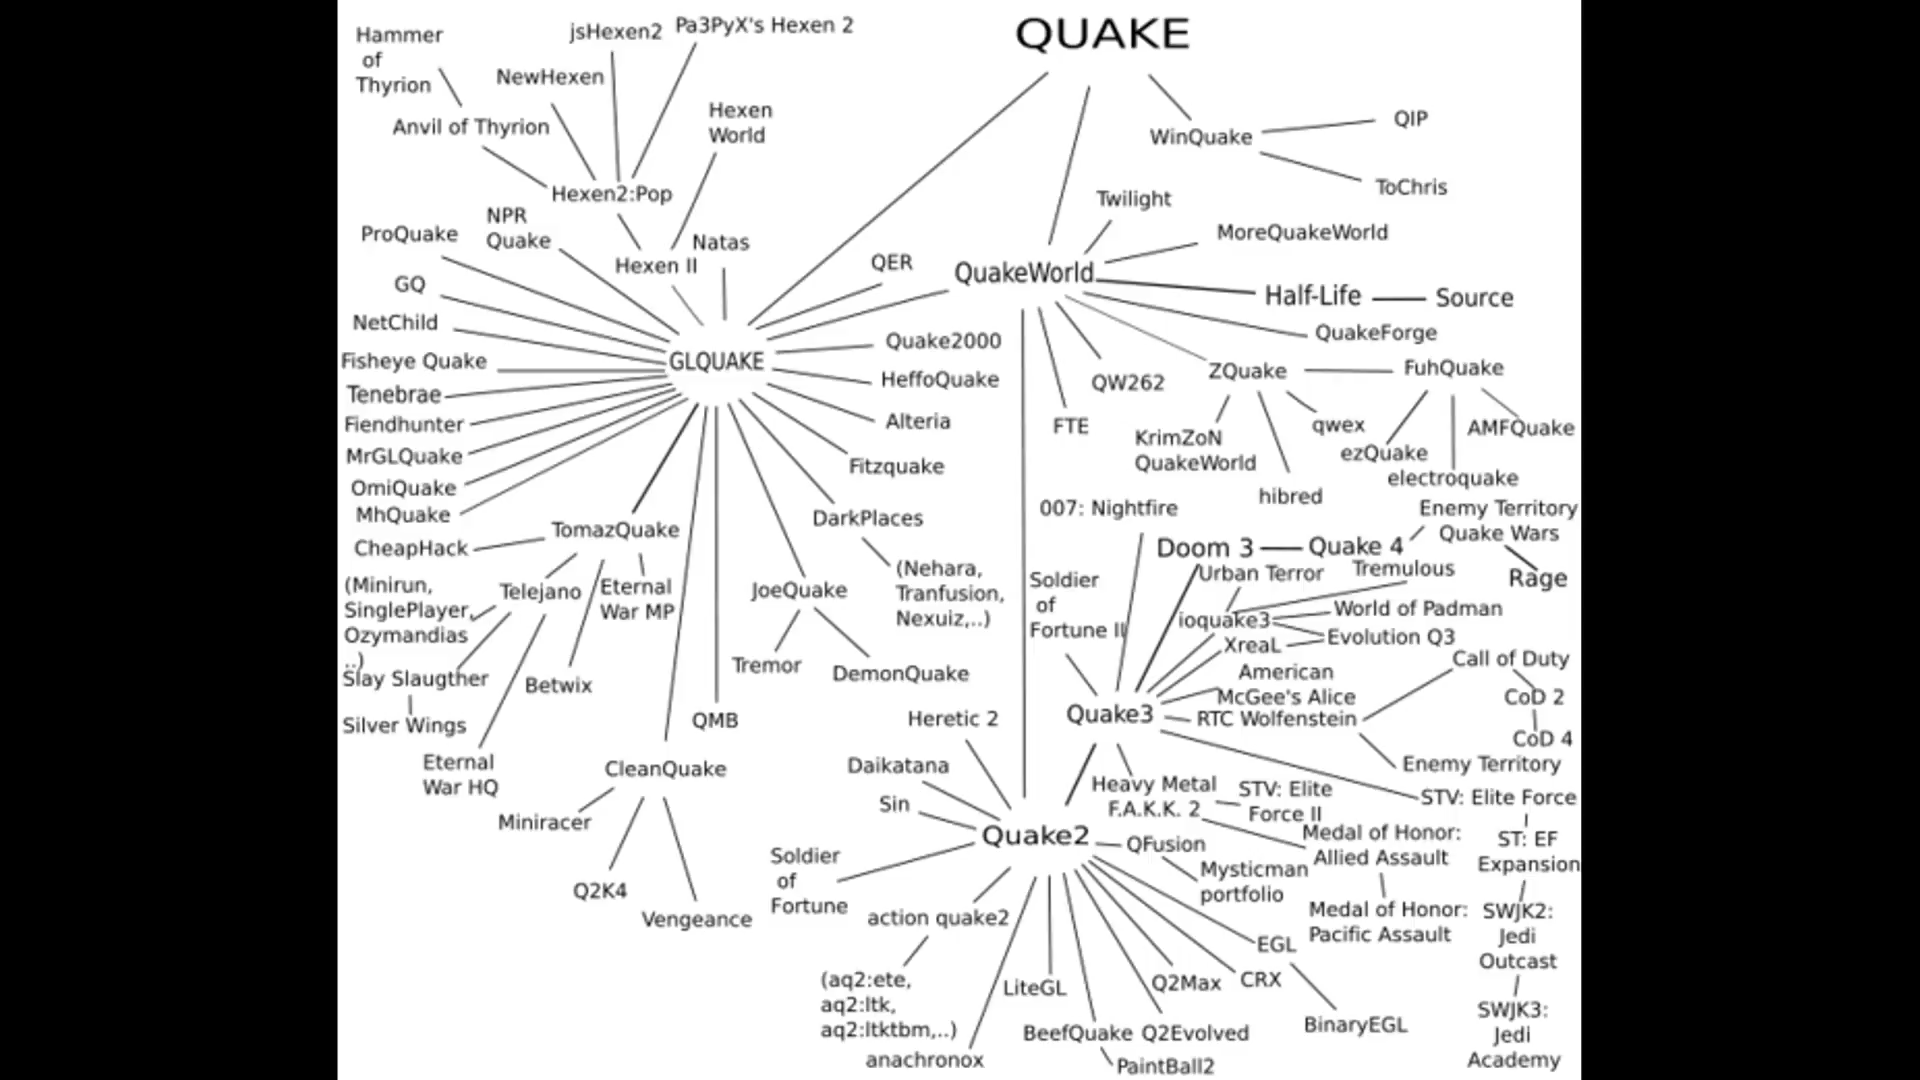 QUAKE
Hammer
of
Thyrion
jsHexen2
Pa3PyX's Hexen 2
NewHexen
Anvil of Thyrion
Hexen
World
Hexen2:Pop
WinQuake
QIP
ToChris
ProQuake
NPR
Quake
Natas
Hexen II
QER
Twilight
MoreQuakeWorld
QuakeWorld
Half-Life
Source
QuakeForge
GQ
NetChild
Fisheye Quake
Tenebrae
Fiendhunter
MrGLQuake
OmiQuake
MhQuake
GLQUAKE
Quake2000
HeffoQuake
Alteria
Fitzquake
DarkPlaces
(Nehara,
Tranfusion,
Nexuiz,..)
QW262
FTE
ZQuake
FuhQuake
KrimZoN
QuakeWorld
hibred
qwex
ezQuake
AMFQuake
electroquake
TomazQuake
CheapHack
(Minirun,
SinglePlayer,
Ozymandias
..)
Telejano
Eternal
War MP
Slay Slaugther
Silver Wings
Betwix
Eternal
War HQ
JoeQuake
Tremor
DemonQuake
QMB
CleanQuake
Miniracer
Q2K4
Vengeance
007: Nightfire
Doom 3
Quake 4
Enemy Territory
Quake Wars
Rage
Soldier
of
Fortune II
Urban Terror
Tremulous
ioquake3
World of Padman
XreaL
Evolution Q3
American
McGee's Alice
Quake3
RTC Wolfenstein
Call of Duty
CoD 2
CoD 4
Enemy Territory
Heavy Metal
F.A.K.K. 2
STV: Elite
Force II
STV: Elite Force
Medal of Honor:
Allied Assault
Medal of Honor:
Pacific Assault
ST: EF
Expansion
SWJK2:
Jedi
Outcast
SWJK3:
Jedi
Academy
Heretic 2
Daikatana
Sin
Quake2
Soldier
of
Fortune
QFusion
Mysticman
portfolio
action quake2
(aq2:ete,
aq2:ltk,
aq2:ltktbm,..)
anachronox
LiteGL
BeefQuake
PaintBall2
Q2Evolved
Q2Max
CRX
EGL
BinaryEGL